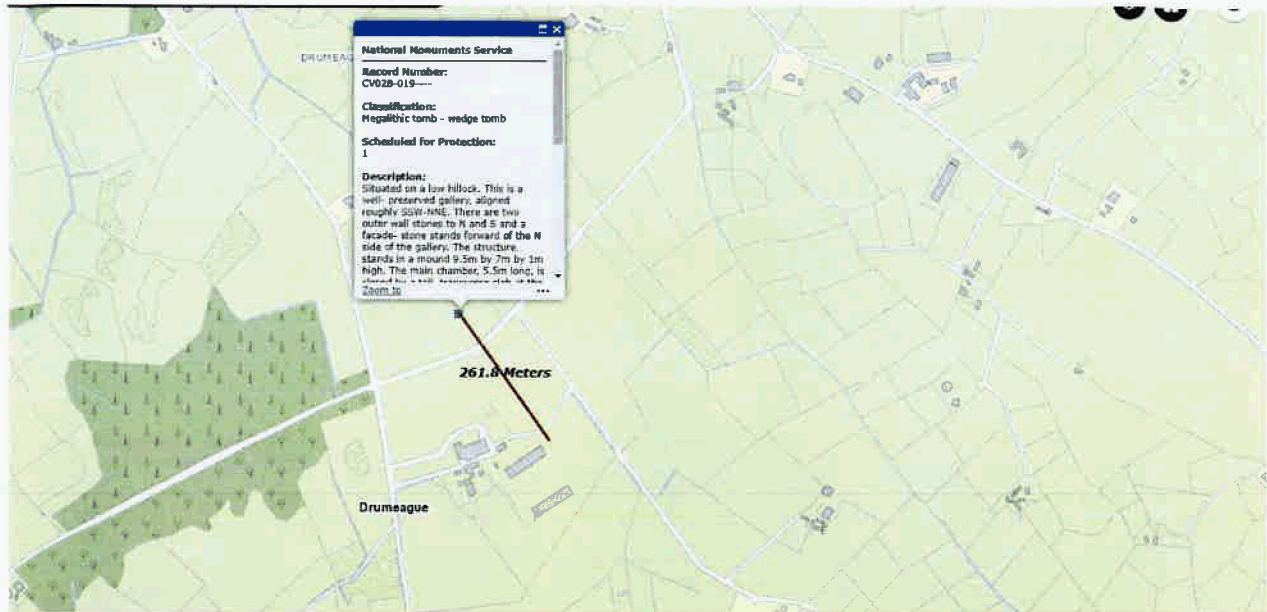 DRUMEAG
National Monuments Service
Record Number:
CV028-019----
Classification:
Megalithic tomb - wedge tomb
Scheduled for Protection:
1
Description:
Situated on a low hillock. This is a
well- preserved gallery, aligned
roughly SSW-NNE. There are two
outer wall stones to N and S and a
facade- stone stands forward of the N
side of the gallery. The structure
stands in a mound 9.5m by 7m by 1m
high. The main chamber, 5.5m long, is
Zoom to
261.8 Meters
Drumeague